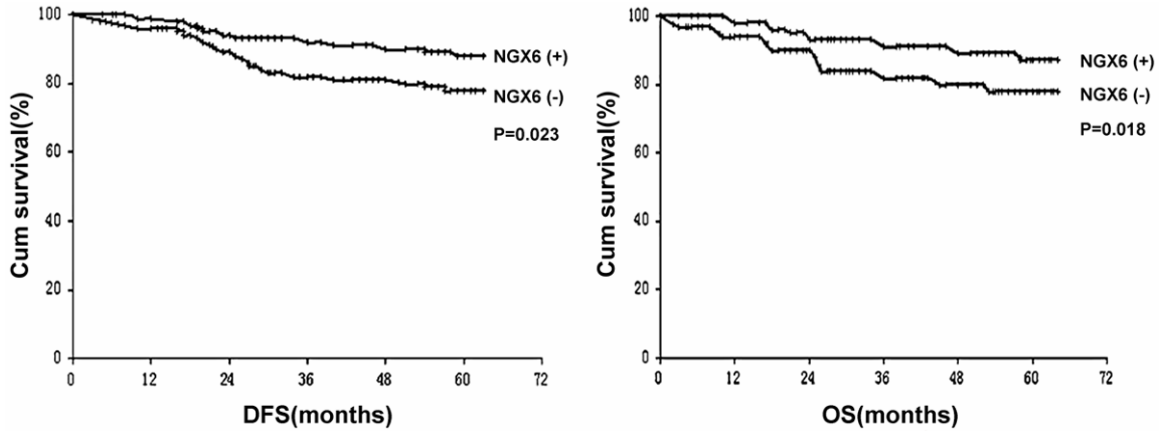 100
80
60
40
20
0
Cum survival(%)
0 12 24 36 48 60 72
DFS(months)
NGX6 (+)
NGX6 (-)
P=0.023
100
80
60
40
20
0
Cum survival(%)
0 12 24 36 48 60 72
OS(months)
NGX6 (+)
NGX6 (-)
P=0.018